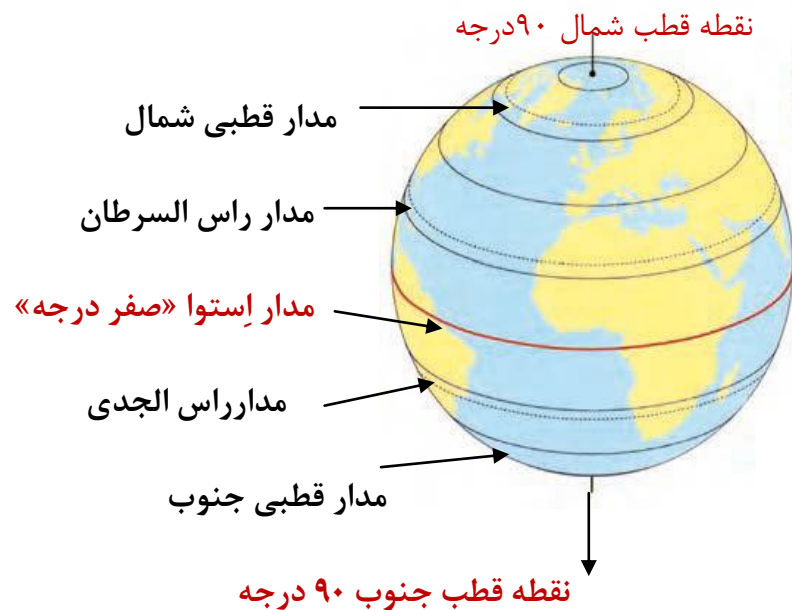 نقطه قطب شمال ۹۰درجه
مدار قطبی شمال
مدار راس السرطان
مدار اِستوا «صفر درجه»
مدارراس الجدی
مدار قطبی جنوب
نقطه قطب جنوب ۹۰ درجه